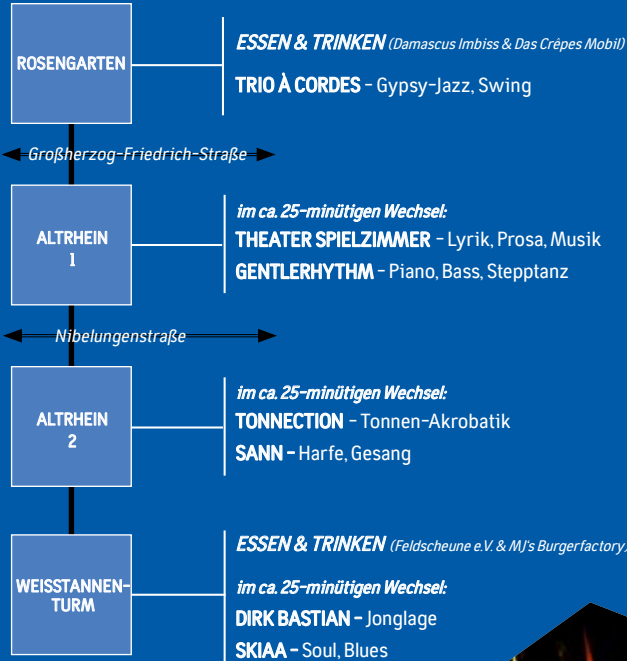 ROSENGARTEN
ESSEN & TRINKEN (Damascus Imbiss & Das Crêpes Mobil)
TRIO À CORDES – Gypsy-Jazz, Swing
Großherzog-Friedrich-Straße
ALTRHEIN
1
im ca. 25-minütigen Wechsel:
THEATER SPIELZIMMER – Lyrik, Prosa, Musik
GENTLERHYTHM – Piano, Bass, Stepptanz
Nibelungenstraße
ALTRHEIN
2
im ca. 25-minütigen Wechsel:
TONNECTION – Tonnen-Akrobatik
SANN – Harfe, Gesang
WEISSTANNEN-
TURM
ESSEN & TRINKEN (Feldscheune e.V. & MJ's Burgerfactory)
im ca. 25-minütigen Wechsel:
DIRK BASTIAN – Jonglage
SKIAA – Soul, Blues